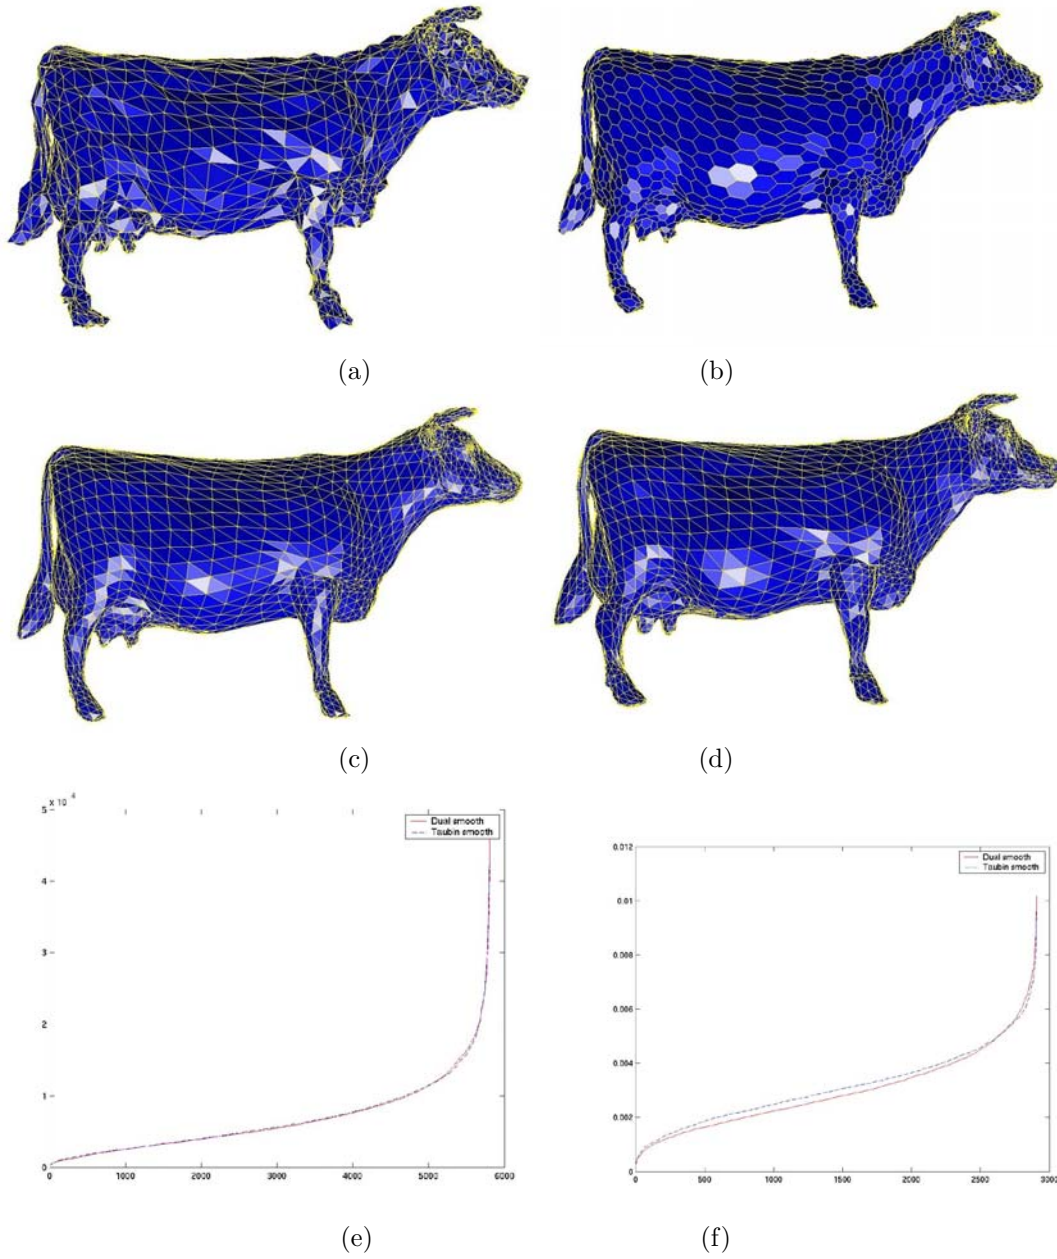 (a) (b)
(c) (d)
x 10 4
Dual smooth
Taubin smooth
5
4
3
2
1
0
0 1000 2000 3000 4000 5000 6000
Dual smooth
Taubin smooth
0.012
0.01
0.008
0.006
0.004
0.002
0
0 500 1000 1500 2000 2500 3000
(e) (f)